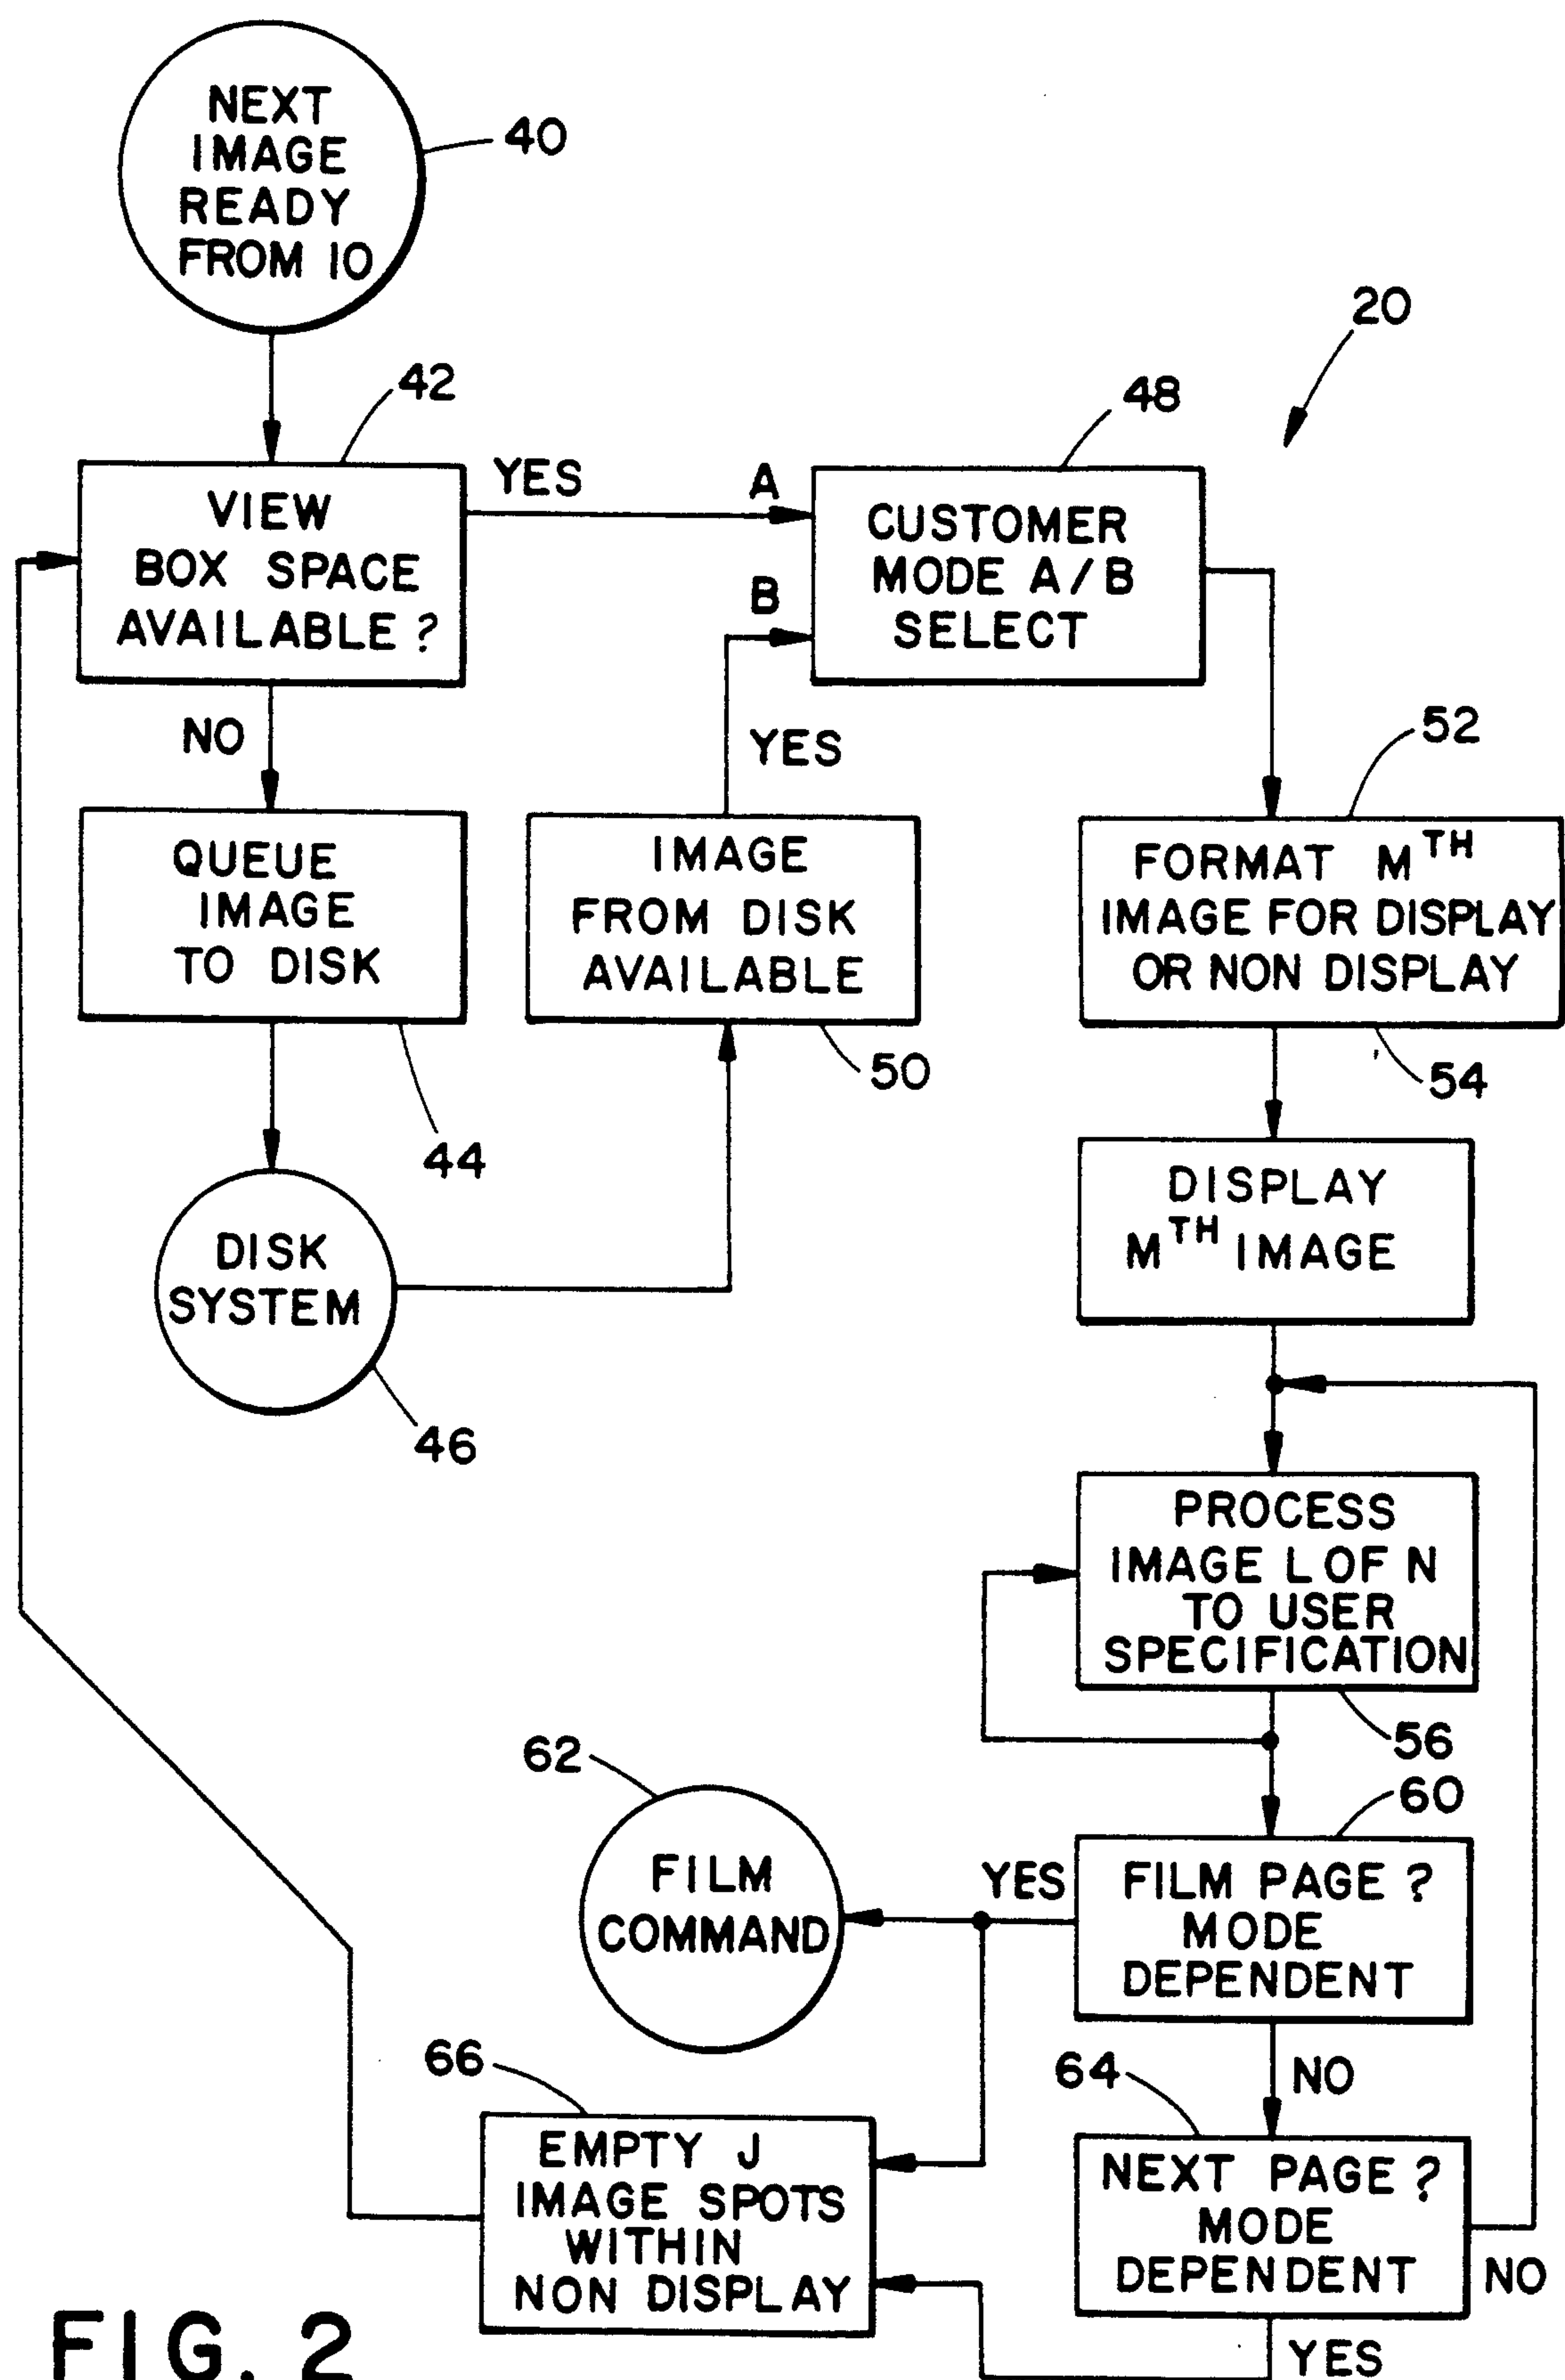 NEXT
IMAGE
READY
FROM 10
40
20
42
VIEW
BOX SPACE
AVAILABLE ?
YES
A
B
48
CUSTOMER
MODE A/B
SELECT
NO
YES
52
QUEUE
IMAGE
TO DISK
44
IMAGE
FROM DISK
AVAILABLE
50
FORMAT MTH
IMAGE FOR DISPLAY
OR NON DISPLAY
54
DISK
SYSTEM
46
DISPLAY
MTH IMAGE
PROCESS
IMAGE L OF N
TO USER
SPECIFICATION
56
62
FILM
COMMAND
YES
60
FILM PAGE ?
MODE
DEPENDENT
NO
66
EMPTY J
IMAGE SPOTS
WITHIN
NON DISPLAY
64
NEXT PAGE ?
MODE
DEPENDENT
NO
YES
FIG. 2